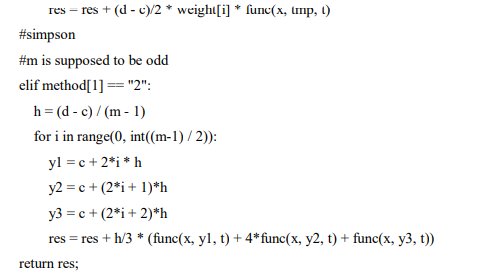 res = res + (d - c)/2 * weight[i] * func(x, tmp, t)
#simpson
#m is supposed to be odd
elif method[1] == "2":
h = (d - c) / (m - 1)
for i in range(0, int((m-1) / 2)):
y1 = c + 2*i * h
y2 = c + (2*i + 1)*h
y3 = c + (2*i + 2)*h
res = res + h/3 * (func(x, y1, t) + 4*func(x, y2, t) + func(x, y3, t))
return res;